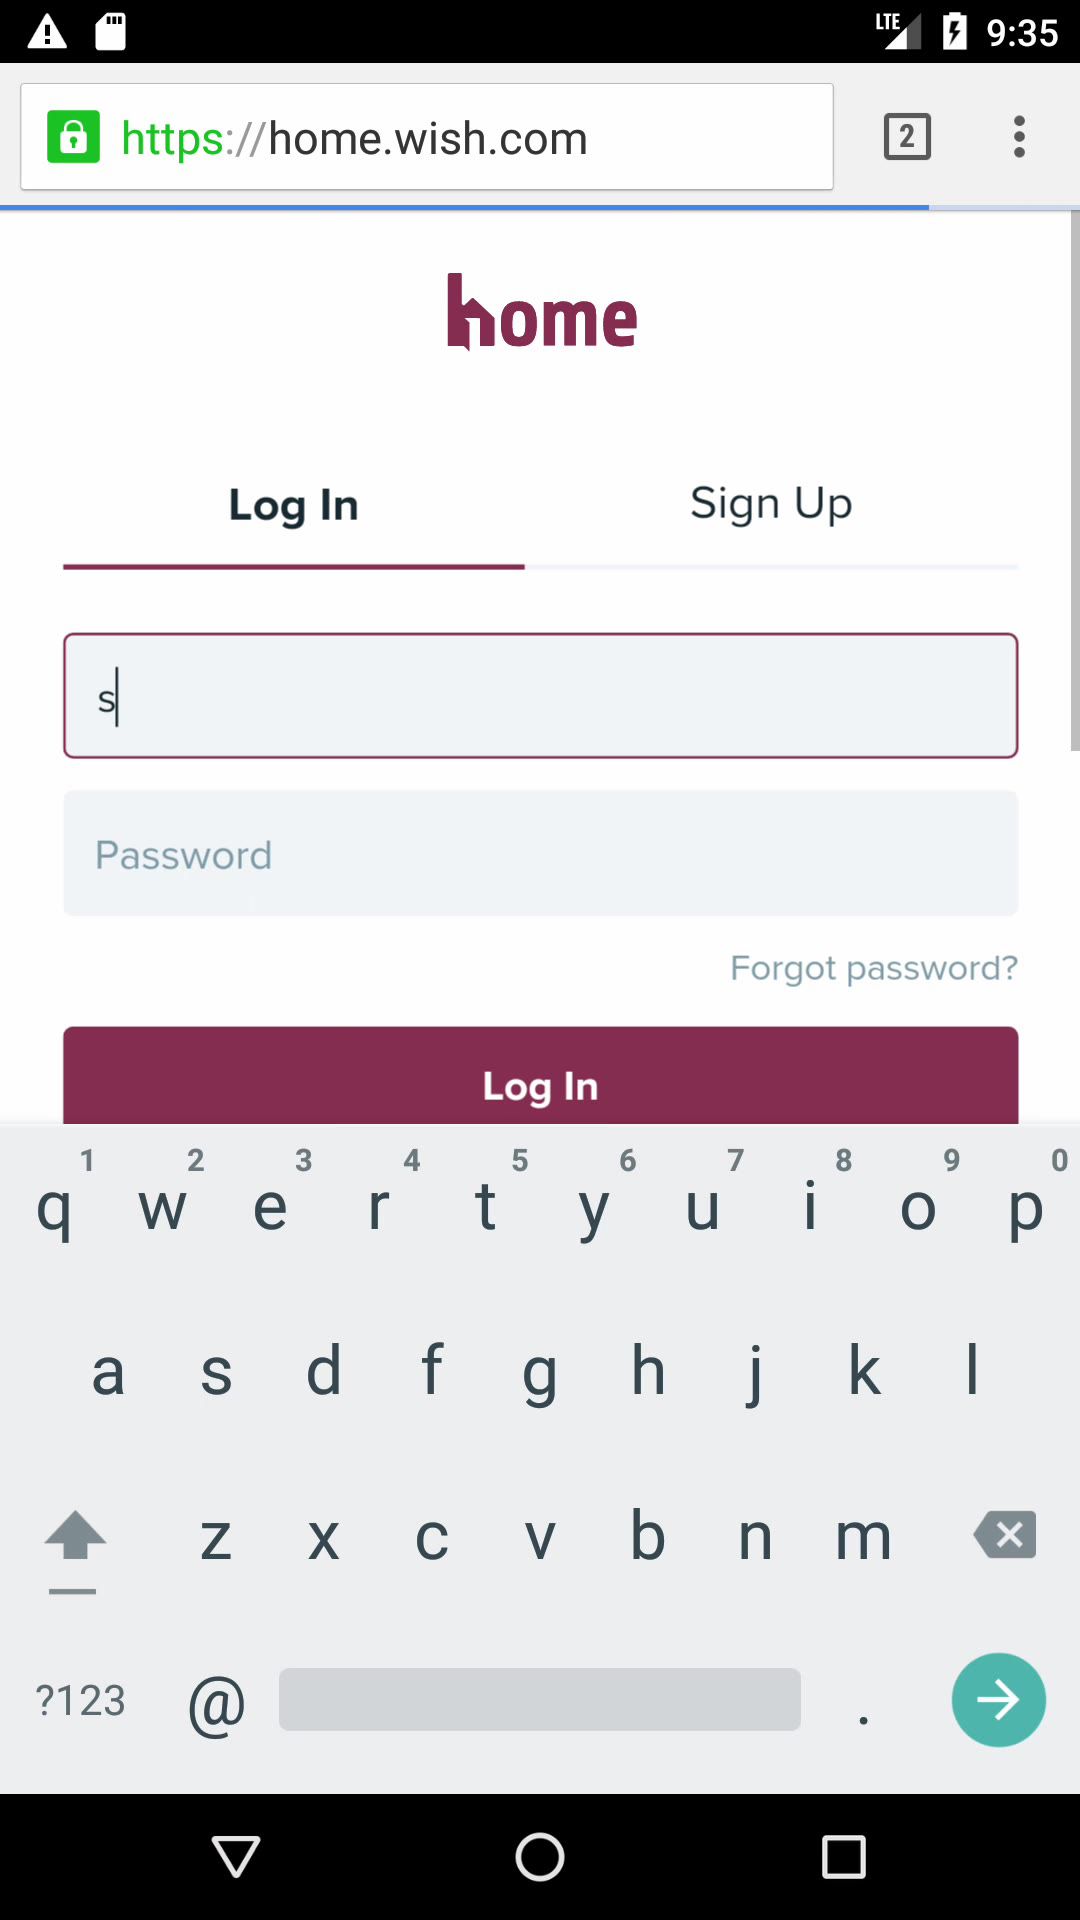 LTE 9:35
https://home.wish.com 2
home
Log In Sign Up
s
Password
Forgot password?
Log In
1 2 3 4 5 6 7 8 9 0
q w e r t y u i o p
a s d f g h j k l
z x c v b n m
?123 @ .